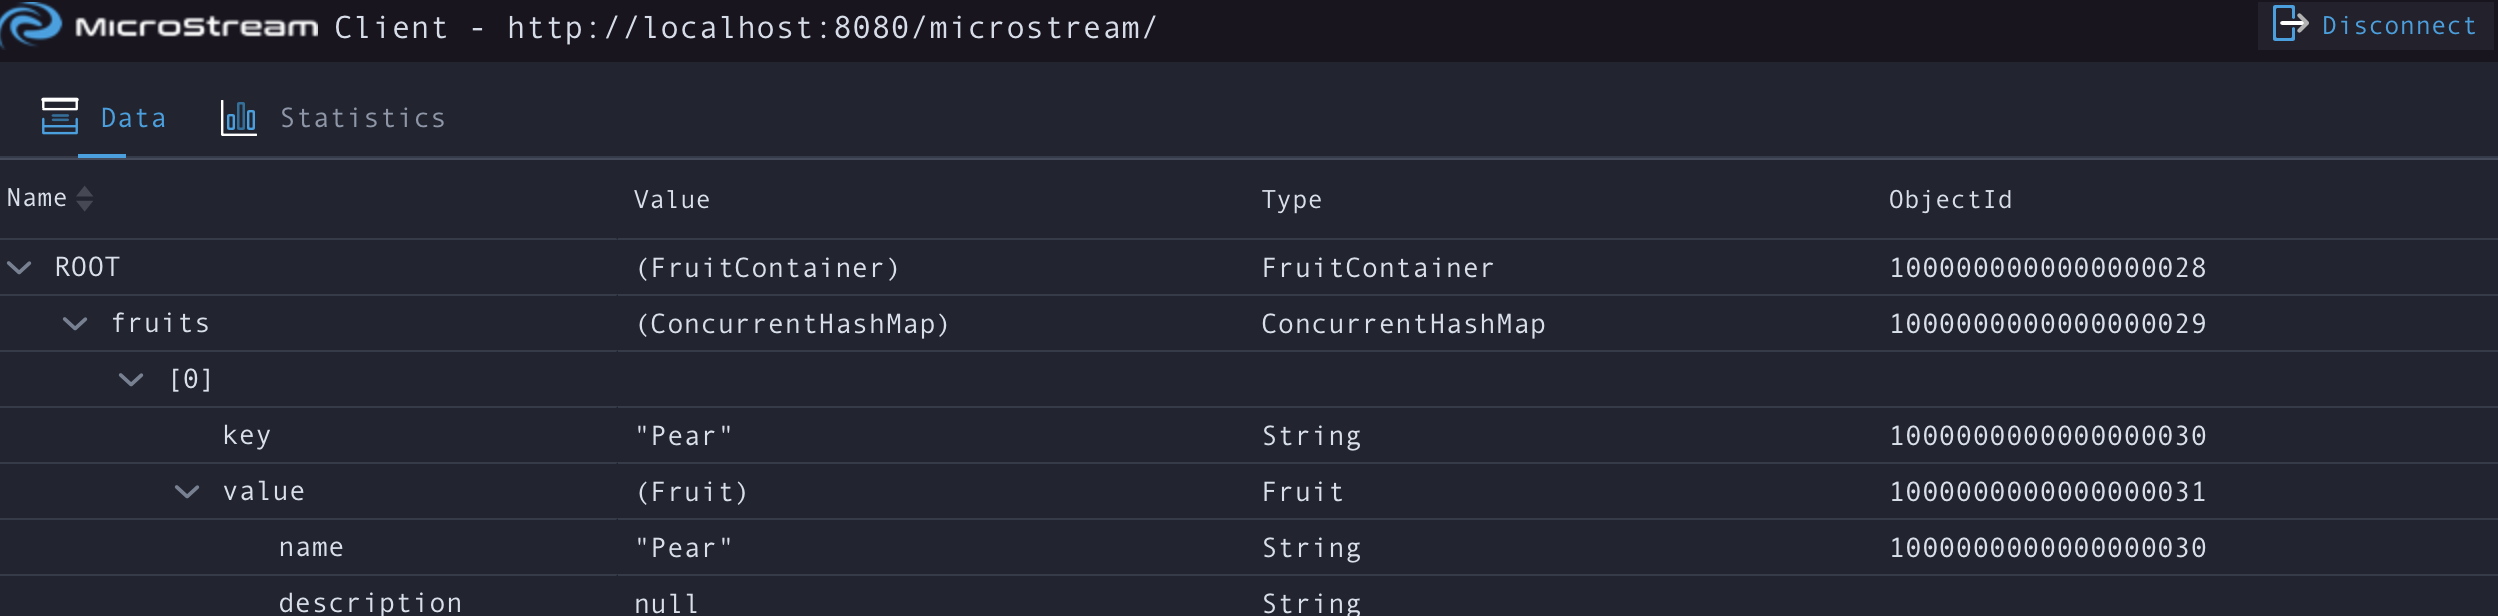 MicroStream Client - http://localhost:8080/microstream/ Disconnect
Data Statistics
Name Value Type ObjectId
ROOT (FruitContainer) FruitContainer 1000000000000000028
fruits (ConcurrentHashMap) ConcurrentHashMap 1000000000000000029
[0]
key "Pear" String 1000000000000000030
value (Fruit) Fruit 1000000000000000031
name "Pear" String 1000000000000000030
description null String